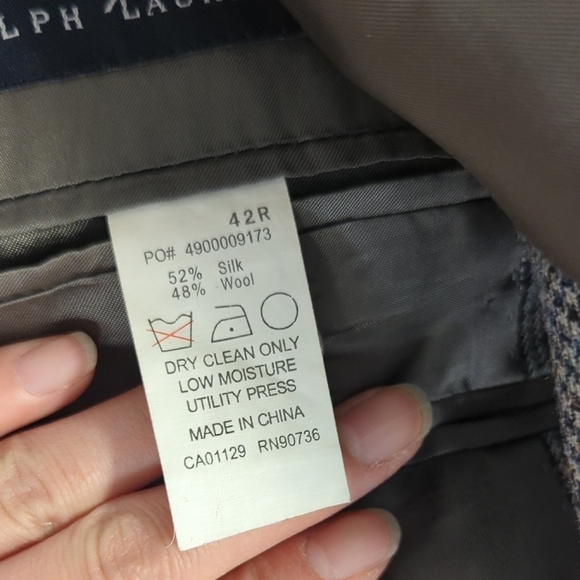 LPH LAUR
42R
PO# 4900009173
52% Silk
48% Wool
DRY CLEAN ONLY
LOW MOISTURE
UTILITY PRESS
MADE IN CHINA
CA01129 RN90736